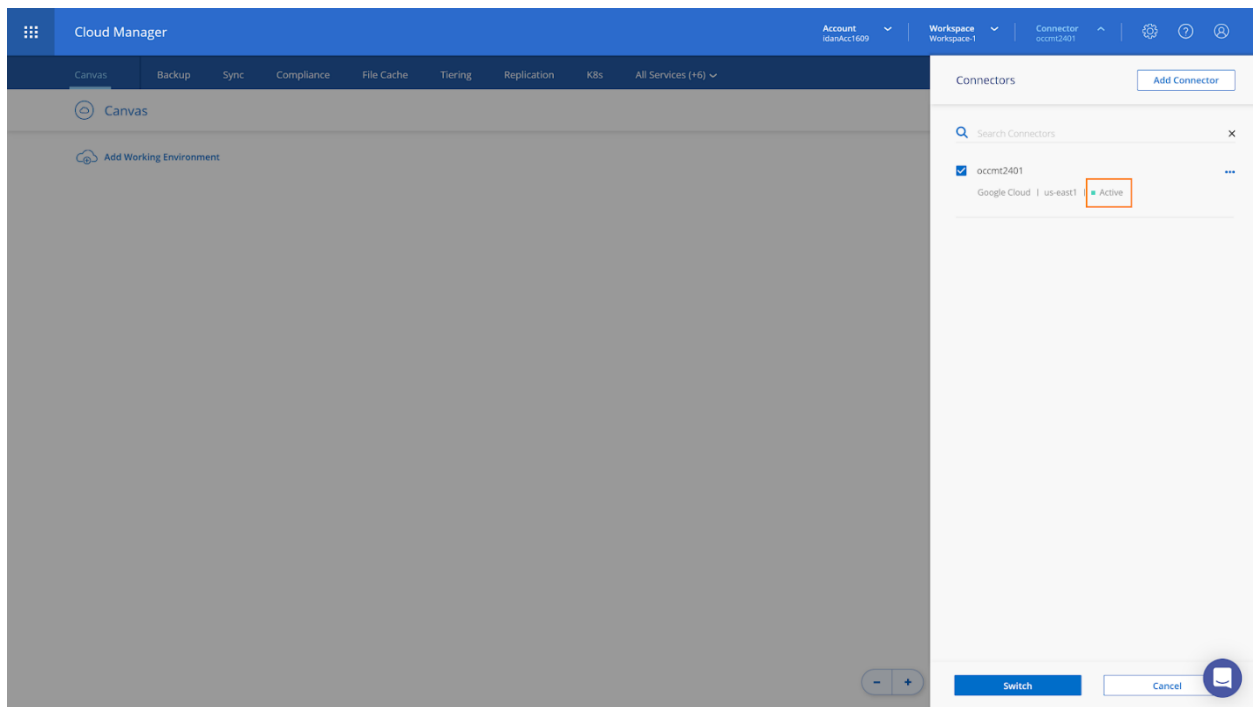 Cloud Manager
Account
idanAcc1609
Workspace
Workspace-1
Connector
occmt2401
Canvas
Backup
Sync
Compliance
File Cache
Tiering
Replication
K8s
All Services (+6)
Canvas
Add Working Environment
Connectors
Add Connector
Search Connectors
occmt2401
Google Cloud | us-east1 | Active
Switch
Cancel